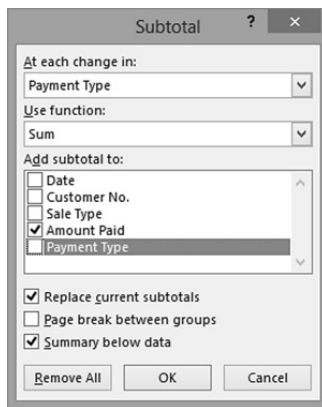 Subtotal ? ×
At each change in:
Payment Type
Use function:
Sum
Add subtotal to:
Date
Customer No.
Sale Type
Amount Paid
Payment Type
Replace current subtotals
Page break between groups
Summary below data
Remove All OK Cancel